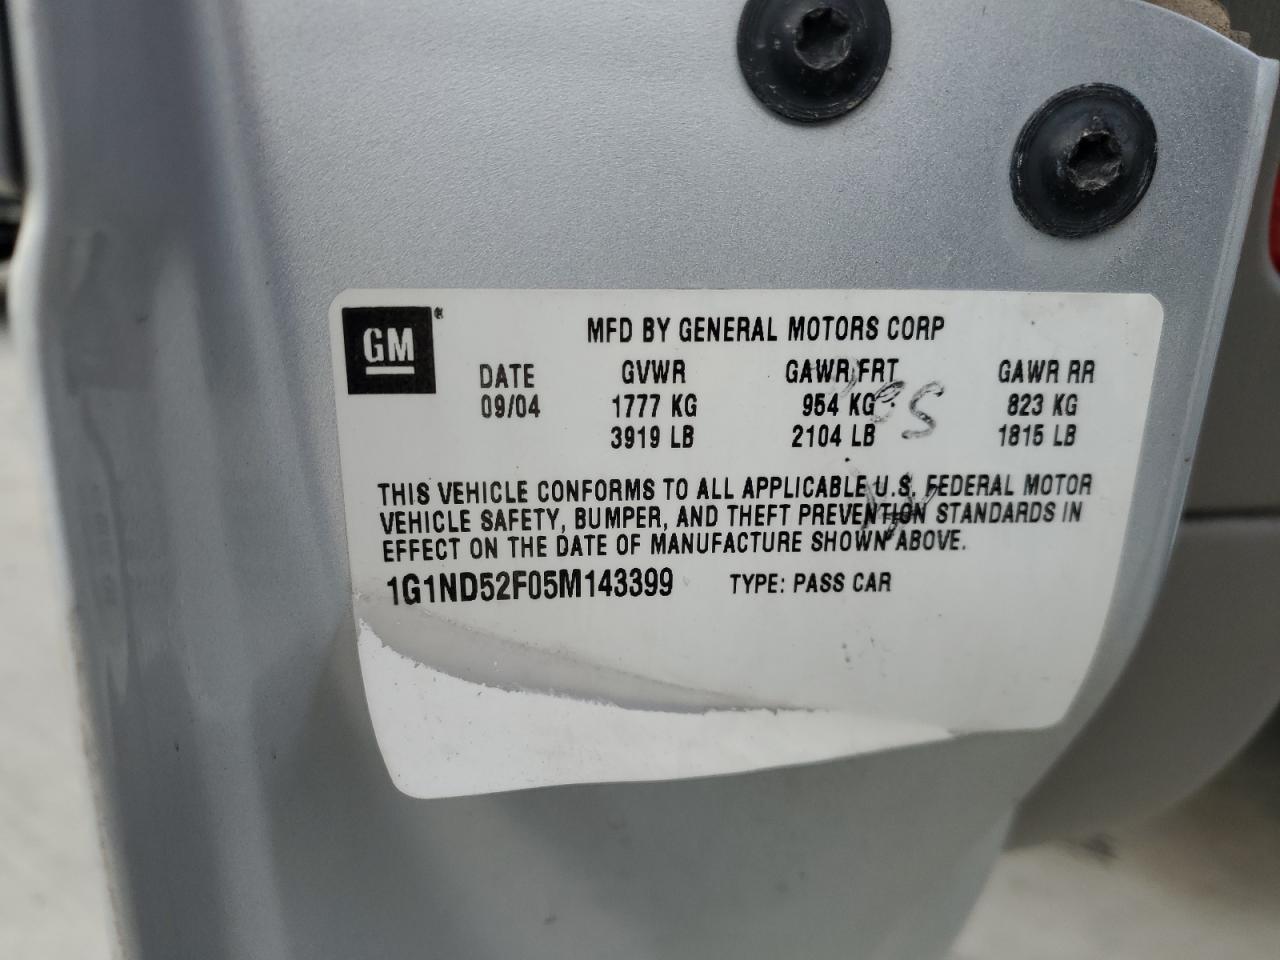 GM®
MFD BY GENERAL MOTORS CORP
DATE GVWR GAWR FRT GAWR RR
09/04 1777 KG 954 KG 823 KG
3919 LB 2104 LB 1815 LB
THIS VEHICLE CONFORMS TO ALL APPLICABLE U.S. FEDERAL MOTOR
VEHICLE SAFETY, BUMPER, AND THEFT PREVENTION STANDARDS IN
EFFECT ON THE DATE OF MANUFACTURE SHOWN ABOVE.
1G1ND52F05M143399 TYPE: PASS CAR